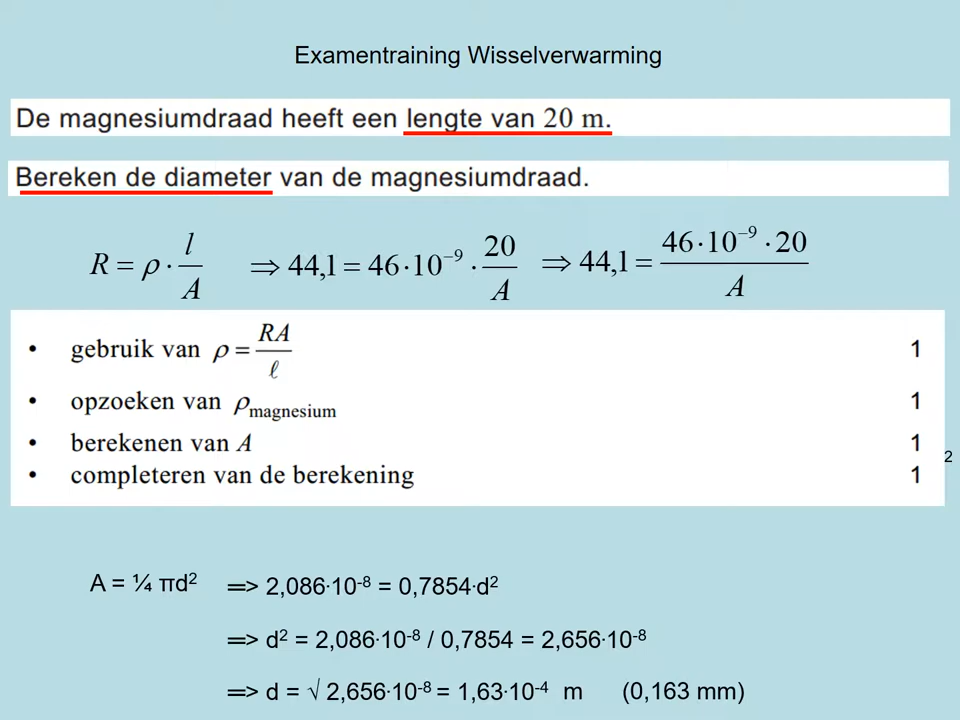 Examentraining Wisselverwarming
De magnesiumdraad heeft een lengte van 20 m.
Bereken de diameter van de magnesiumdraad.
R = ρ · l/A ⇒ 44,1 = 46·10⁻⁹ · 20/A ⇒ 44,1 = 46·10⁻⁹ · 20/A
• gebruik van ρ = RA/ℓ 1
• opzoeken van ρmagnesium 1
• berekenen van A 1
2
• completeren van de berekening 1
A = ¼ πd² ⇒ 2,086·10⁻⁸ = 0,7854·d²
⇒ d² = 2,086·10⁻⁸ / 0,7854 = 2,656·10⁻⁸
⇒ d = √ 2,656·10⁻⁸ = 1,63·10⁻⁴ m (0,163 mm)